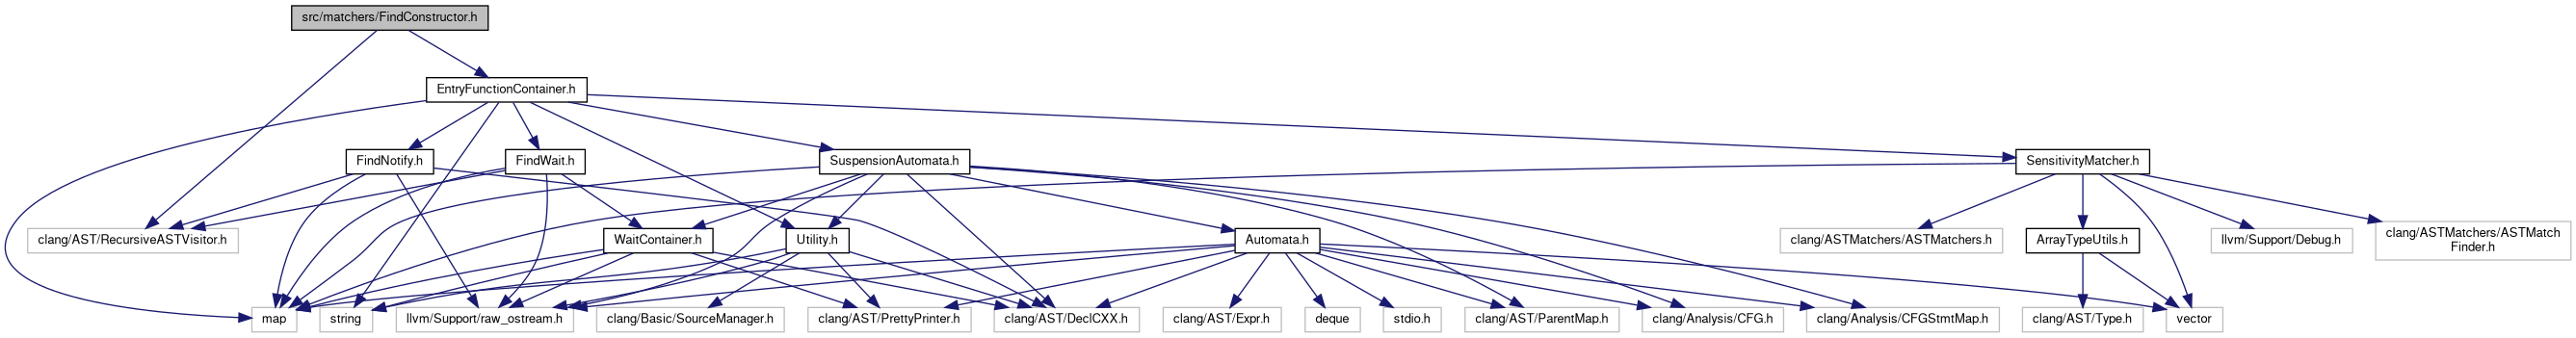 src/matchers/FindConstructor.h
EntryFunctionContainer.h
FindNotify.h
FindWait.h
SuspensionAutomata.h
SensitivityMatcher.h
clang/AST/RecursiveASTVisitor.h
WaitContainer.h
Utility.h
Automata.h
clang/ASTMatchers/ASTMatchers.h
ArrayTypeUtils.h
llvm/Support/Debug.h
clang/ASTMatchers/ASTMatch
Finder.h
map
string
llvm/Support/raw_ostream.h
clang/Basic/SourceManager.h
clang/AST/PrettyPrinter.h
clang/AST/DeclCXX.h
clang/AST/Expr.h
deque
stdio.h
clang/AST/ParentMap.h
clang/Analysis/CFG.h
clang/Analysis/CFGStmtMap.h
clang/AST/Type.h
vector